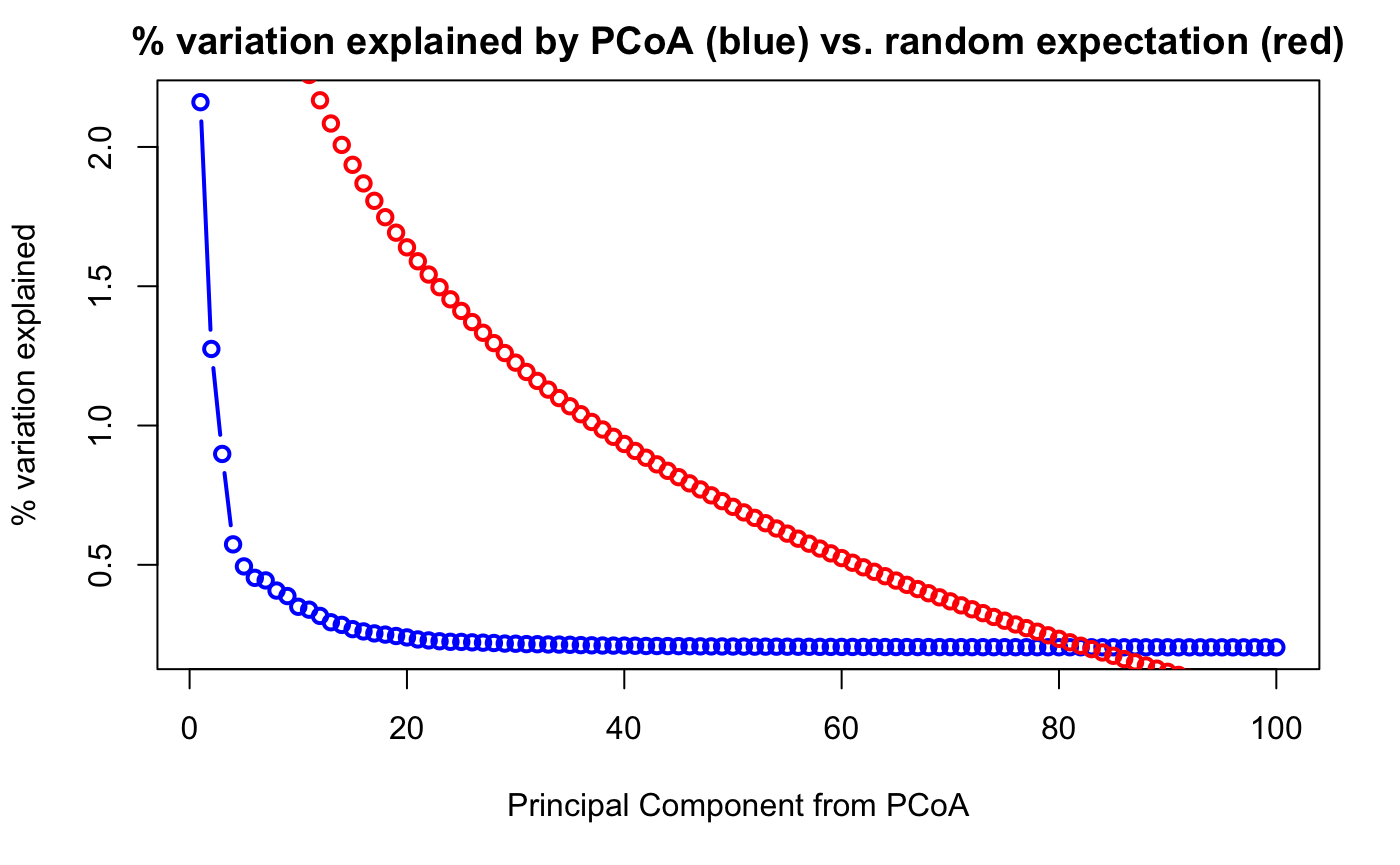 % variation explained by PCoA (blue) vs. random expectation (red)
% variation explained
2.0
1.5
1.0
0.5
0 20 40 60 80 100
Principal Component from PCoA